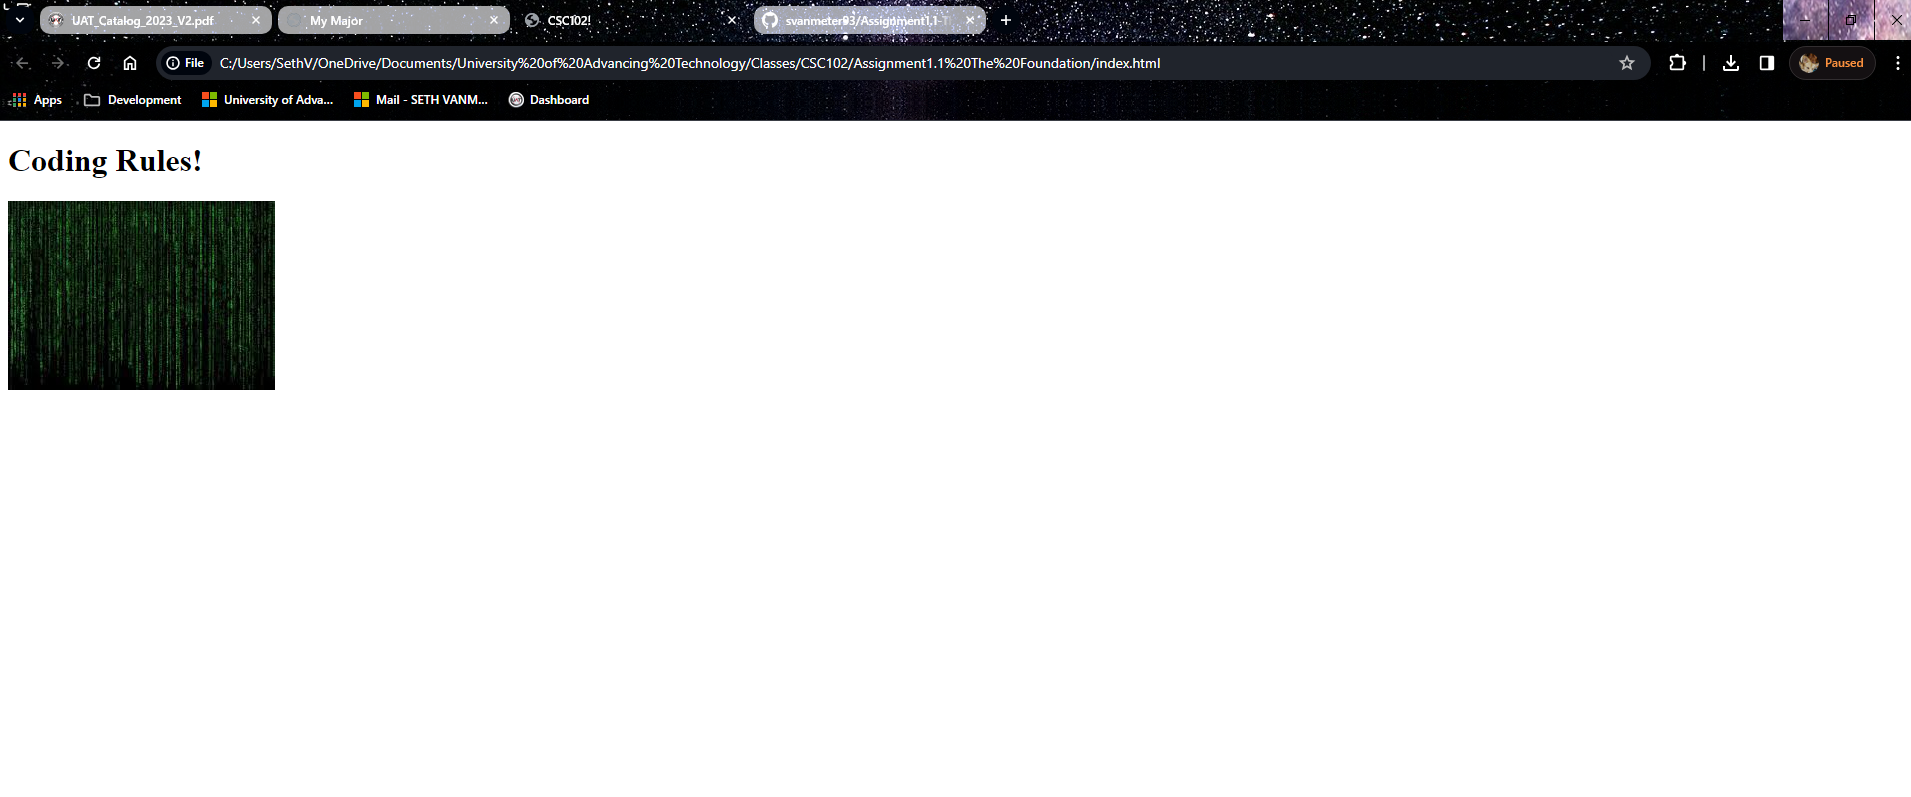 UAT_Catalog_2023_V2.pdf
My Major
CSC102!
svanmeter93/Assignment1.1-T
File
C:/Users/SethV/OneDrive/Documents/University%20of%20Advancing%20Technology/Classes/CSC102/Assignment1.1%20The%20Foundation/index.html
Paused
Apps
Development
University of Adva...
Mail - SETH VANM...
Dashboard
Coding Rules!